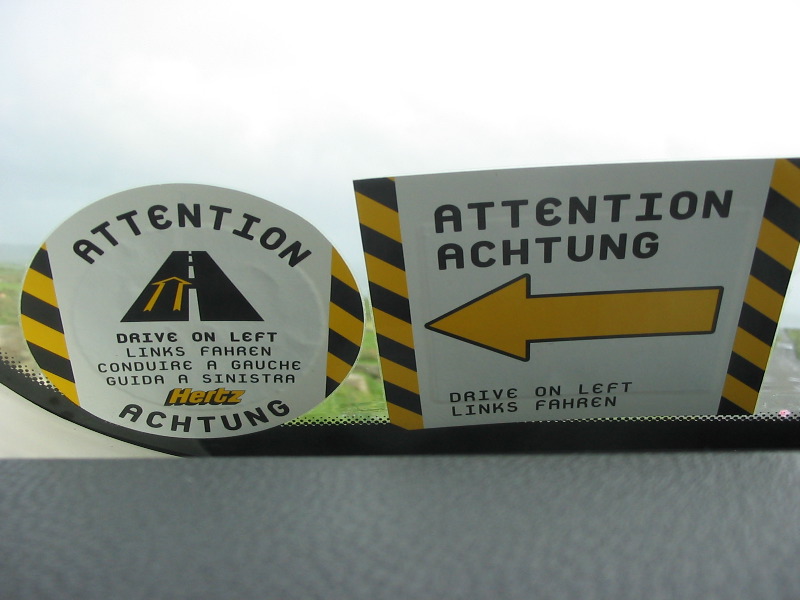 ATTENTION
DRIVE ON LEFT
LINKS FAHREN
CONDUIRE A GAUCHE
GUIDA A SINISTRA
Hertz
ACHTUNG
ATTENTION
ACHTUNG
DRIVE ON LEFT
LINKS FAHREN